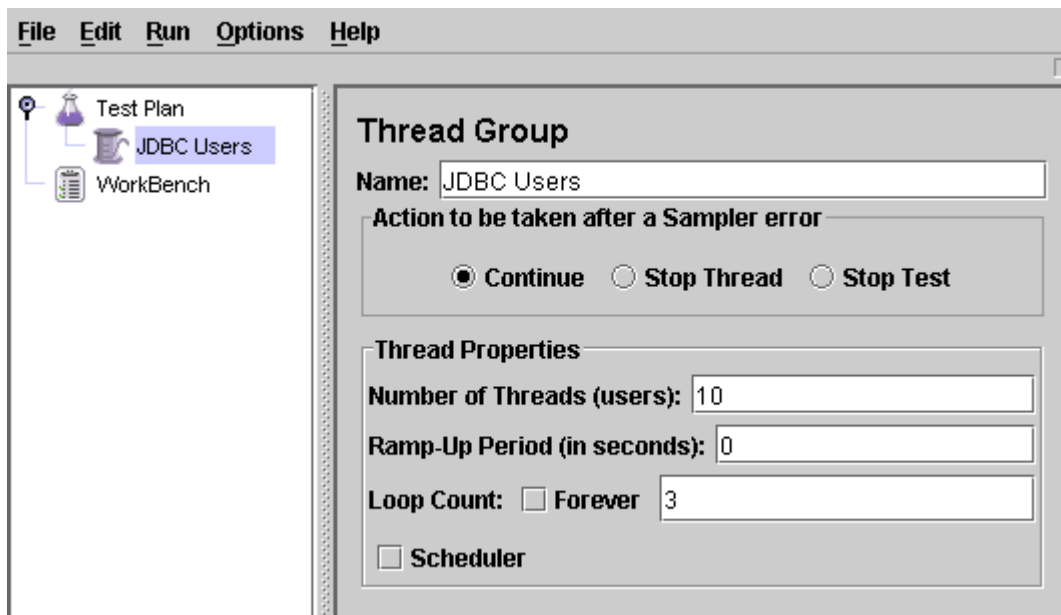 File Edit Run Options Help
Test Plan
JDBC Users
WorkBench
Thread Group
Name: JDBC Users
Action to be taken after a Sampler error
Continue Stop Thread Stop Test
Thread Properties
Number of Threads (users): 10
Ramp-Up Period (in seconds): 0
Loop Count: Forever 3
Scheduler